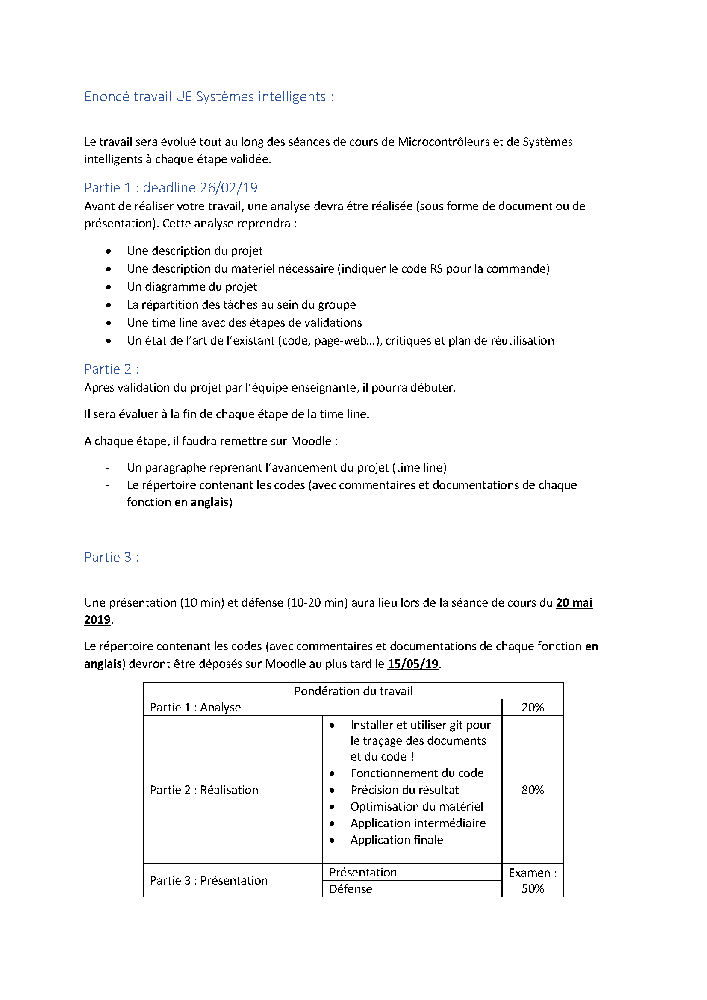 Enoncé travail UE Systèmes intelligents :
Le travail sera évolué tout au long des séances de cours de Microcontrôleurs et de Systèmes
intelligents à chaque étape validée.
Partie 1 : deadline 26/02/19
Avant de réaliser votre travail, une analyse devra être réalisée (sous forme de document ou de
présentation). Cette analyse reprendra :
• Une description du projet
• Une description du matériel nécessaire (indiquer le code RS pour la commande)
• Un diagramme du projet
• La répartition des tâches au sein du groupe
• Une time line avec des étapes de validations
• Un état de l’art de l’existant (code, page-web…), critiques et plan de réutilisation
Partie 2 :
Après validation du projet par l’équipe enseignante, il pourra débuter.
Il sera évaluer à la fin de chaque étape de la time line.
A chaque étape, il faudra remettre sur Moodle :
- Un paragraphe reprenant l’avancement du projet (time line)
- Le répertoire contenant les codes (avec commentaires et documentations de chaque
fonction en anglais)
Partie 3 :
Une présentation (10 min) et défense (10-20 min) aura lieu lors de la séance de cours du 20 mai
2019.
Le répertoire contenant les codes (avec commentaires et documentations de chaque fonction en
anglais) devront être déposés sur Moodle au plus tard le 15/05/19.
Pondération du travail
Partie 1 : Analyse 20%
• Installer et utiliser git pour
le traçage des documents
et du code !
• Fonctionnement du code
Partie 2 : Réalisation • Précision du résultat 80%
• Optimisation du matériel
• Application intermédiaire
• Application finale
Partie 3 : Présentation
Présentation
Défense
Examen :
50%